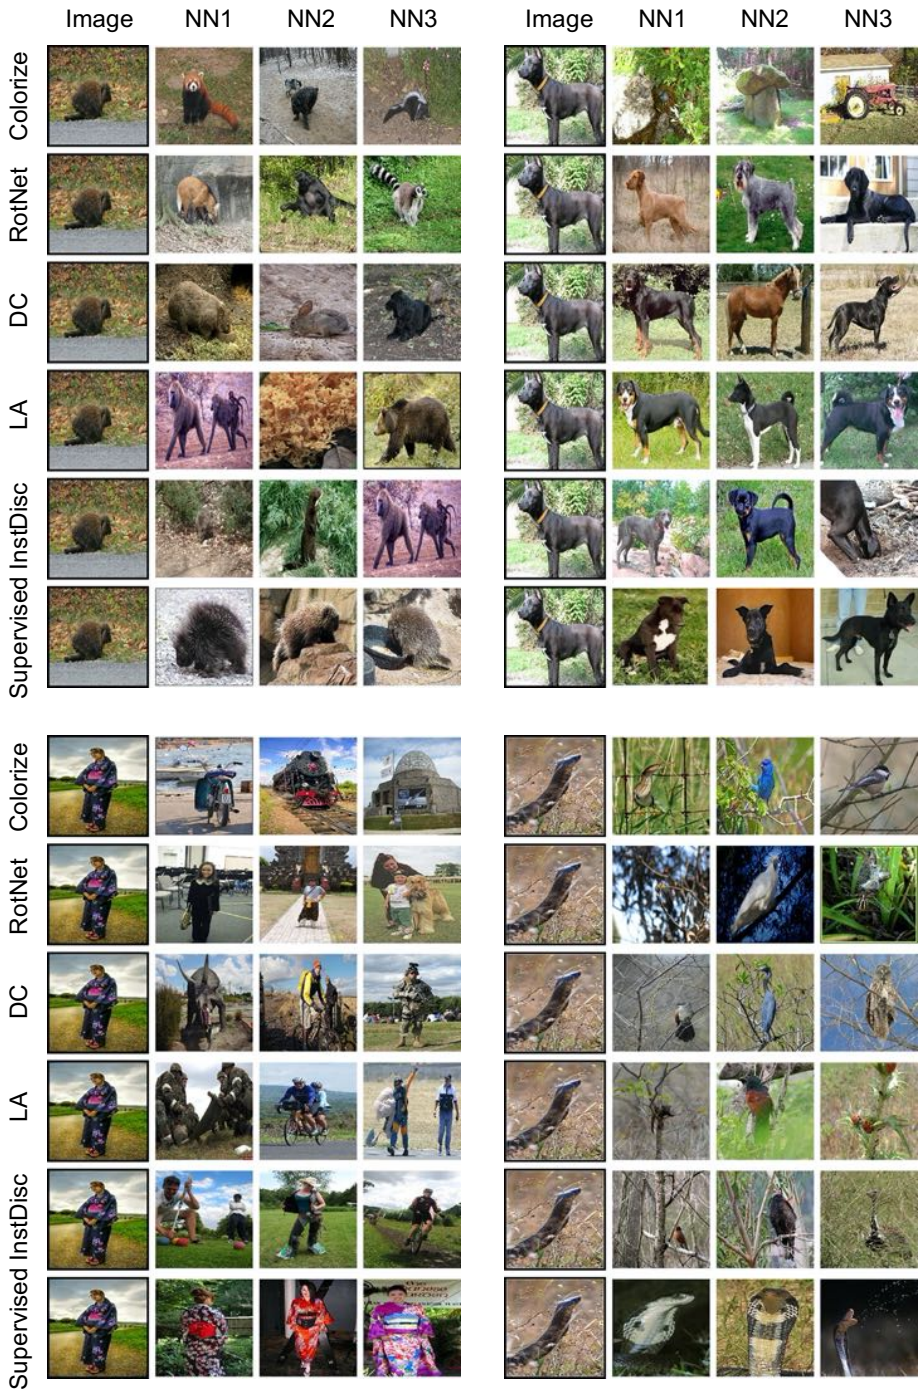 Image NN1 NN2 NN3 Image NN1 NN2 NN3
Colorize
RotNet
DC
LA
InstDisc
Supervised
Colorize
RotNet
DC
LA
InstDisc
Supervised